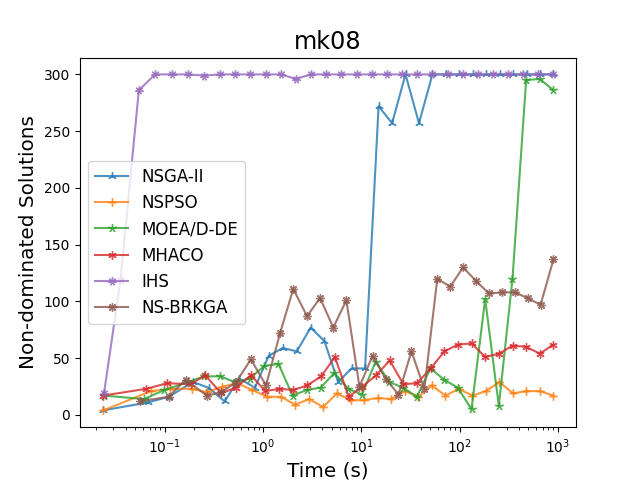 mk08
Non-dominated Solutions
300
250
200
150
100
50
0
NSGA-II
NSPSO
MOEA/D-DE
MHACO
IHS
NS-BRKGA
10⁻¹ 10⁰ 10¹ 10² 10³
Time (s)